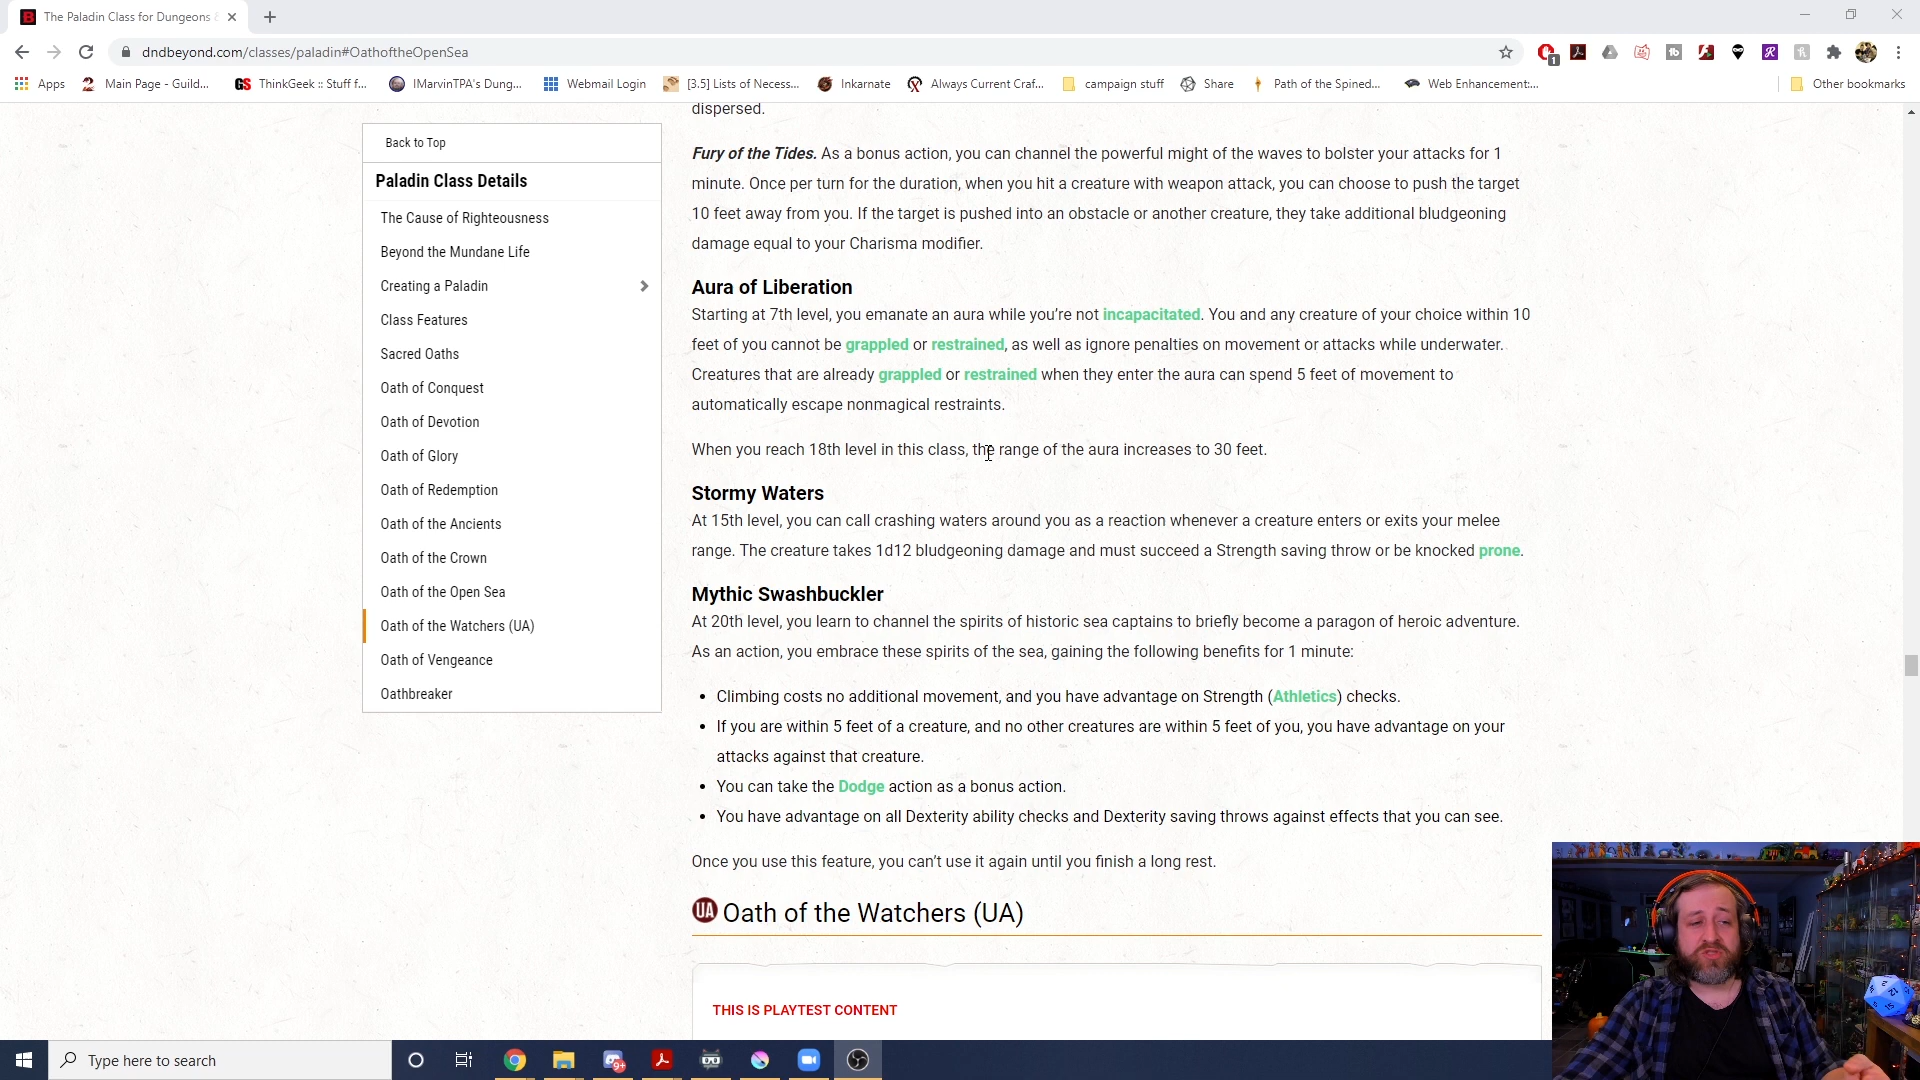 The Paladin Class for Dungeons &
dndbeyond.com/classes/paladin#OathoftheOpenSea
1
Apps
Main Page - Guild...
GS
ThinkGeek :: Stuff f...
IMarvinTPA's Dung...
Webmail Login
[3.5] Lists of Necess...
Inkarnate
Always Current Craf...
campaign stuff
Share
Path of the Spined...
Web Enhancement:...
Other bookmarks
Back to Top
Paladin Class Details
The Cause of Righteousness
Beyond the Mundane Life
Creating a Paladin
Class Features
Sacred Oaths
Oath of Conquest
Oath of Devotion
Oath of Glory
Oath of Redemption
Oath of the Ancients
Oath of the Crown
Oath of the Open Sea
Oath of the Watchers (UA)
Oath of Vengeance
Oathbreaker
dispersed.
Fury of the Tides. As a bonus action, you can channel the powerful might of the waves to bolster your attacks for 1
minute. Once per turn for the duration, when you hit a creature with weapon attack, you can choose to push the target
10 feet away from you. If the target is pushed into an obstacle or another creature, they take additional bludgeoning
damage equal to your Charisma modifier.
Aura of Liberation
Starting at 7th level, you emanate an aura while you’re not incapacitated. You and any creature of your choice within 10
feet of you cannot be grappled or restrained, as well as ignore penalties on movement or attacks while underwater.
Creatures that are already grappled or restrained when they enter the aura can spend 5 feet of movement to
automatically escape nonmagical restraints.
When you reach 18th level in this class, the range of the aura increases to 30 feet.
Stormy Waters
At 15th level, you can call crashing waters around you as a reaction whenever a creature enters or exits your melee
range. The creature takes 1d12 bludgeoning damage and must succeed a Strength saving throw or be knocked prone.
Mythic Swashbuckler
At 20th level, you learn to channel the spirits of historic sea captains to briefly become a paragon of heroic adventure.
As an action, you embrace these spirits of the sea, gaining the following benefits for 1 minute:
• Climbing costs no additional movement, and you have advantage on Strength (Athletics) checks.
• If you are within 5 feet of a creature, and no other creatures are within 5 feet of you, you have advantage on your
attacks against that creature.
• You can take the Dodge action as a bonus action.
• You have advantage on all Dexterity ability checks and Dexterity saving throws against effects that you can see.
Once you use this feature, you can’t use it again until you finish a long rest.
UA Oath of the Watchers (UA)
THIS IS PLAYTEST CONTENT
Type here to search
9+